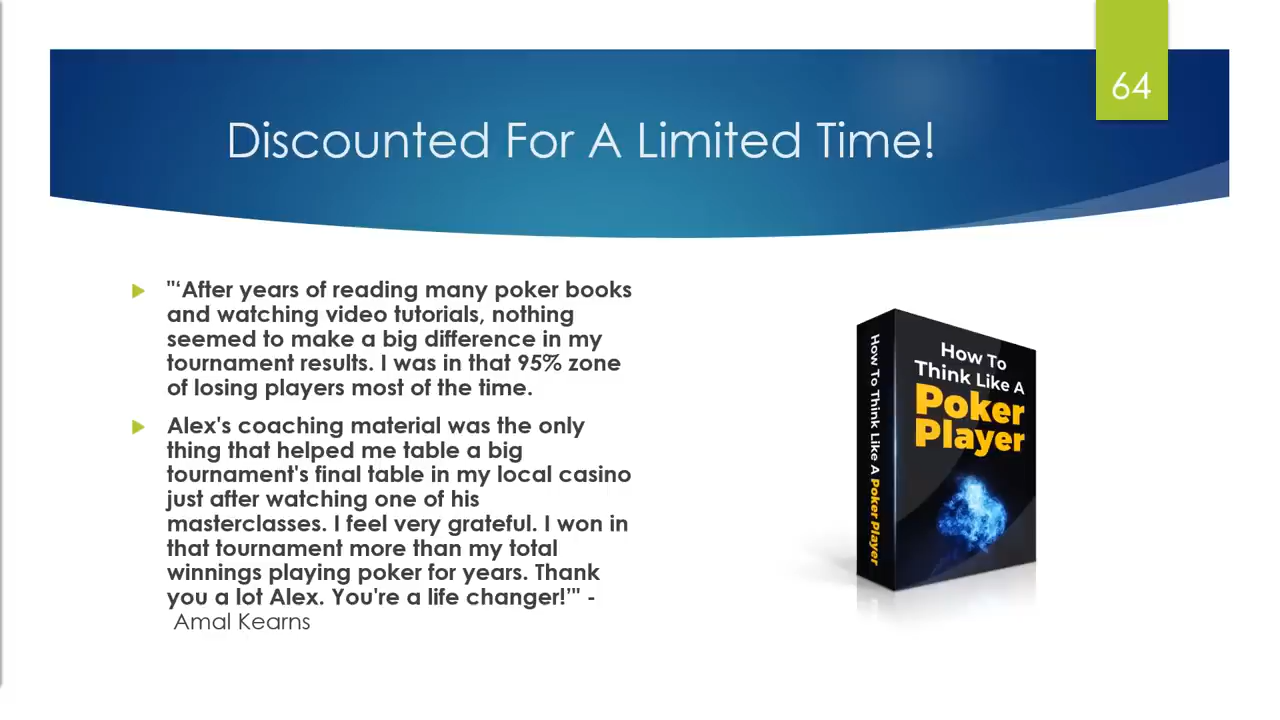 64
Discounted For A Limited Time!
"‘After years of reading many poker books
and watching video tutorials, nothing
seemed to make a big difference in my
tournament results. I was in that 95% zone
of losing players most of the time.
Alex's coaching material was the only
thing that helped me table a big
tournament's final table in my local casino
just after watching one of his
masterclasses. I feel very grateful. I won in
that tournament more than my total
winnings playing poker for years. Thank
you a lot Alex. You're a life changer!’" -
Amal Kearns
How To Think Like A Poker Player
How To
Think Like A
Poker
Player